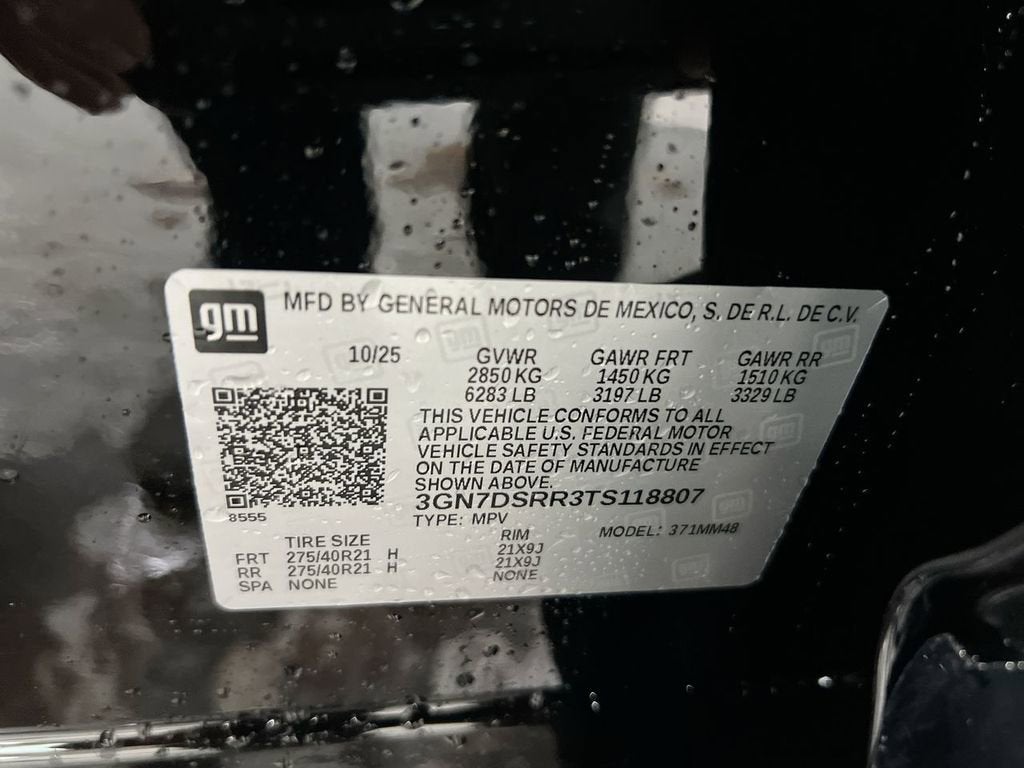 gm MFD BY GENERAL MOTORS DE MEXICO, S. DE R.L. DE C.V.
10/25 GVWR GAWR FRT GAWR RR
2850 KG 1450 KG 1510 KG
6283 LB 3197 LB 3329 LB
THIS VEHICLE CONFORMS TO ALL
APPLICABLE U.S. FEDERAL MOTOR
VEHICLE SAFETY STANDARDS IN EFFECT
ON THE DATE OF MANUFACTURE
SHOWN ABOVE.
3GN7DSRR3TS118807
8555 TYPE: MPV MODEL: 371MM48
TIRE SIZE RIM
FRT 275/40R21 H 21X9J
RR 275/40R21 H 21X9J
SPA NONE NONE